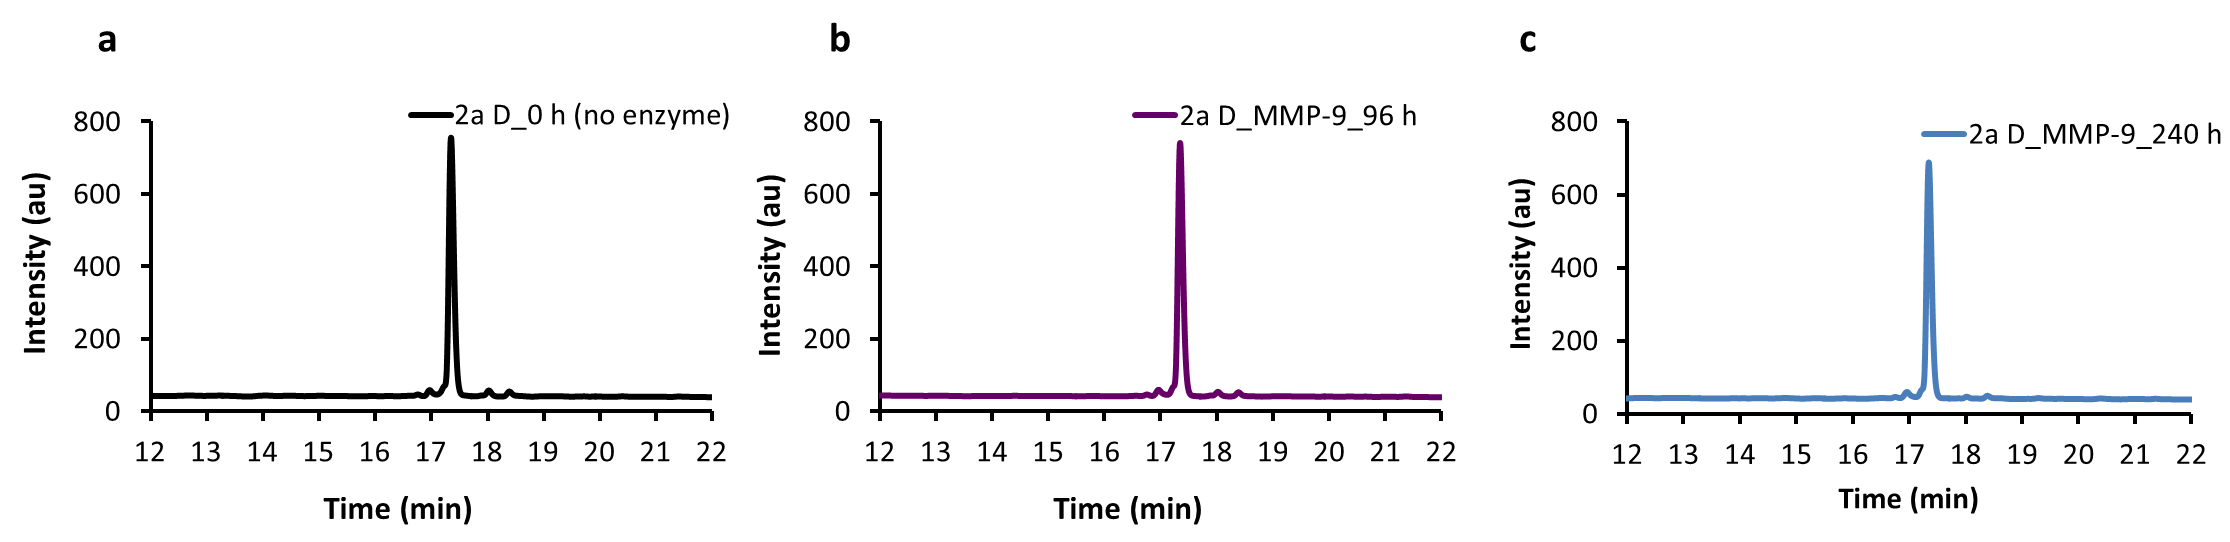 a
2a D_0 h (no enzyme)
Intensity (au)
800
600
400
200
0
12 13 14 15 16 17 18 19 20 21 22
Time (min)
b
2a D_MMP-9_96 h
Intensity (au)
800
600
400
200
0
12 13 14 15 16 17 18 19 20 21 22
Time (min)
c
2a D_MMP-9_240 h
Intensity (au)
800
600
400
200
0
12 13 14 15 16 17 18 19 20 21 22
Time (min)